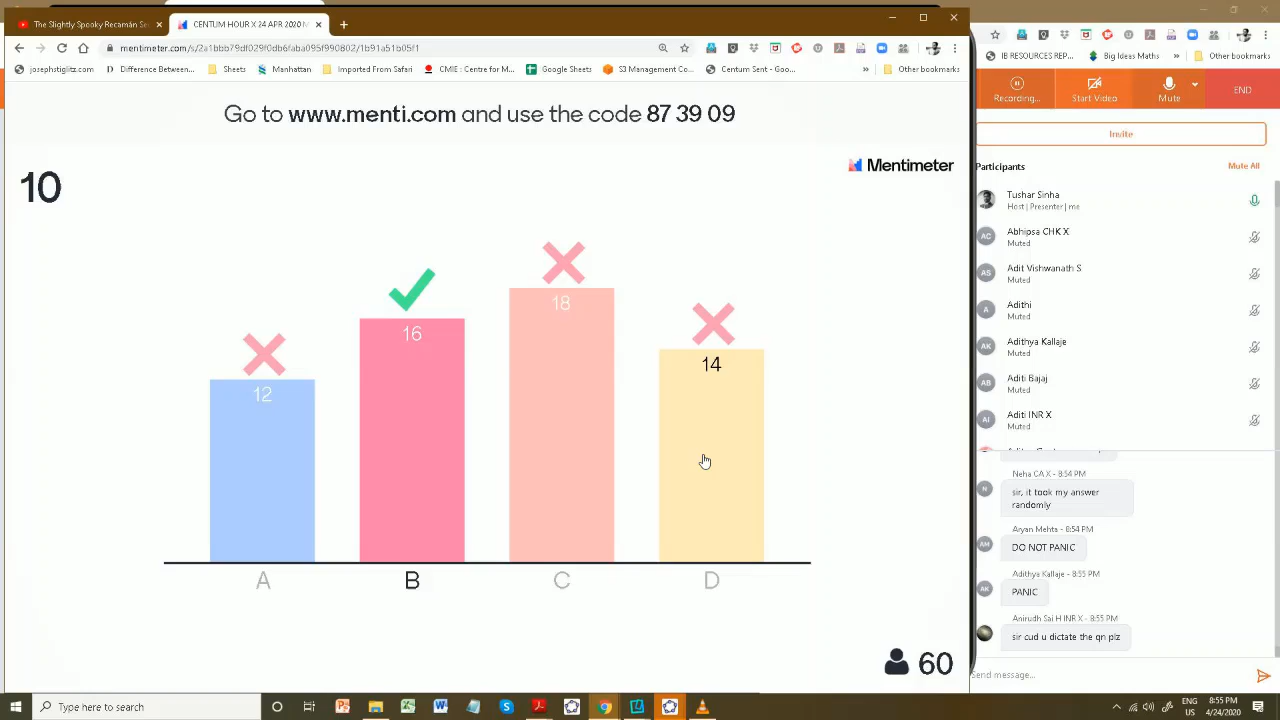 The Slightly Spooky Recamán Se
CENTUM HOUR X 24 APR 2020
josephstiglitz.com
Difference Between...
Sheets
Manhattan
Imported From Safari
CMIE : Centre for M...
Google Sheets
S3 Management Co...
Centum Sent - Goo...
»
Other bookmarks
IB RESOURCES REP...
Big Ideas Maths
»
Other bookmarks
Go to www.menti.com and use the code 87 39 09
Mentimeter
10
12
16
18
14
A
B
C
D
60
Recording...
Start Video
Mute
END
Invite
Participants
Mute All
Tushar Sinha
Host | Presenter | me
AC
Abhipsa CHK X
Muted
AS
Adit Vishwanath S
Muted
A
Adithi
Muted
AK
Adithya Kallaje
Muted
AB
Aditi Bajaj
Muted
AI
Aditi INR X
Muted
Neha CA X - 8:54 PM
N
sir, it took my answer
randomly
Aryan Mehta - 8:54 PM
AM
DO NOT PANIC
Adithya Kallaje - 8:55 PM
AK
PANIC
Anirudh Sai H INR X - 8:55 PM
sir cud u dictate the qn plz
Send message...
Type here to search
ENG
US
8:55 PM
4/24/2020